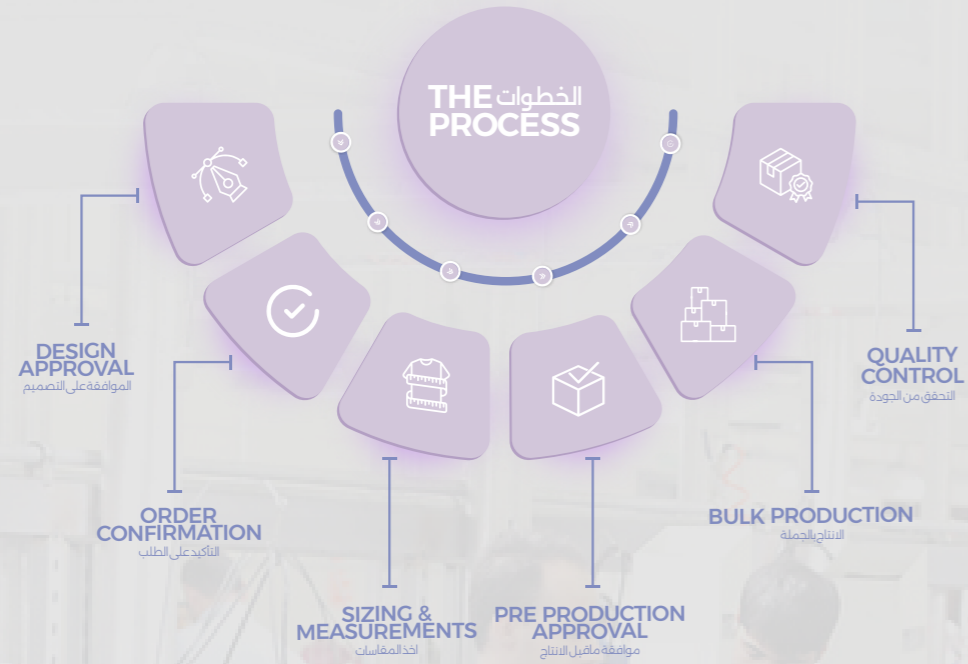 THE الخطوات
PROCESS
DESIGN
APPROVAL
الموافقة على التصميم
ORDER
CONFIRMATION
التأكيد على الطلب
SIZING &
MEASUREMENTS
اخذ المقاسات
PRE PRODUCTION
APPROVAL
موافقة ماقبل الانتاج
BULK PRODUCTION
الانتاج بالجملة
QUALITY
CONTROL
التحقق من الجودة